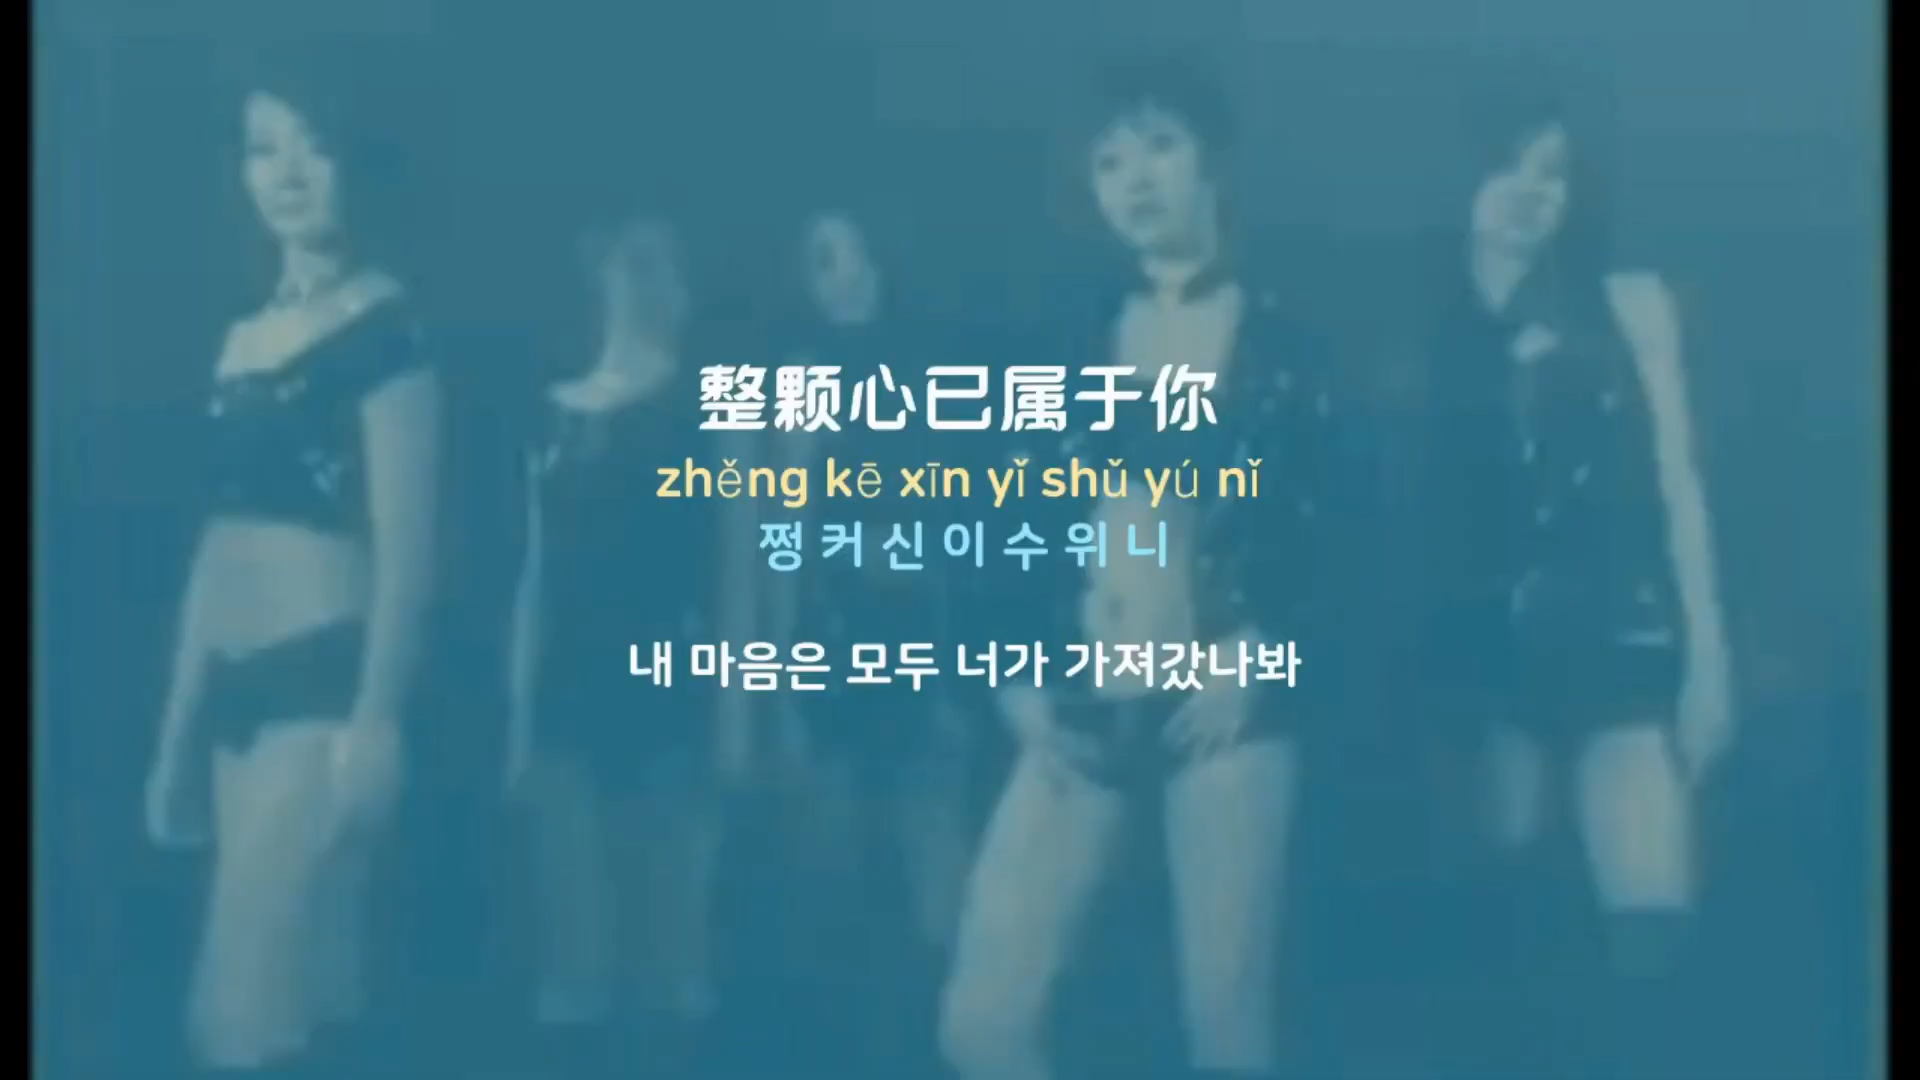 整颗心已属于你
zhěng kē xīn yǐ shǔ yú nǐ
쩡 커 신 이 수 위 니
내 마음은 모두 너가 가져갔나봐